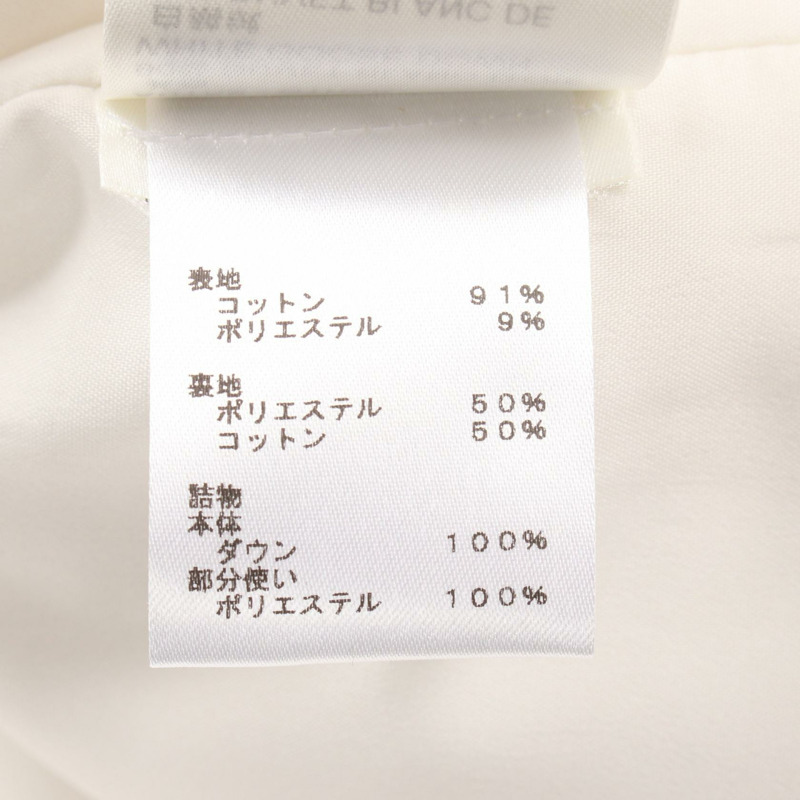 BLANC DE
表地
コットン 91%
ポリエステル 9%
裏地
ポリエステル 50%
コットン 50%
詰物
本体
ダウン 100%
部分使い
ポリエステル 100%